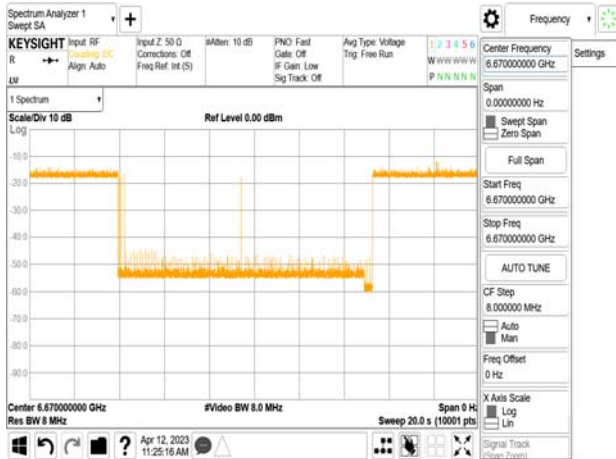 Spectrum Analyzer 1
Swept SA
Frequency
Settings
KEYSIGHT
R
LXI
Input: RF
Coupling: DC
Align: Auto
Input Z: 50 Ω
Corrections: Off
Freq Ref: Int (S)
#Atten: 10 dB
PNO: Fast
Gate: Off
IF Gain: Low
Sig Track: Off
Avg Type: Voltage
Trig: Free Run
1 2 3 4 5 6
W W W W W W
P N N N N N
1 Spectrum
Scale/Div 10 dB
Ref Level 0.00 dBm
Log
-10.0
-20.0
-30.0
-40.0
-50.0
-60.0
-70.0
-80.0
-90.0
Center 6.670000000 GHz
#Video BW 8.0 MHz
Span 0 Hz
Res BW 8 MHz
Sweep 20.0 s (10001 pts
Center Frequency
6.670000000 GHz
Span
0.00000000 Hz
Swept Span
Zero Span
Full Span
Start Freq
6.670000000 GHz
Stop Freq
6.670000000 GHz
AUTO TUNE
CF Step
8.000000 MHz
Auto
Man
Freq Offset
0 Hz
X Axis Scale
Log
Lin
Signal Track
(Span Zoom)
?
Apr 12, 2023
11:25:16 AM